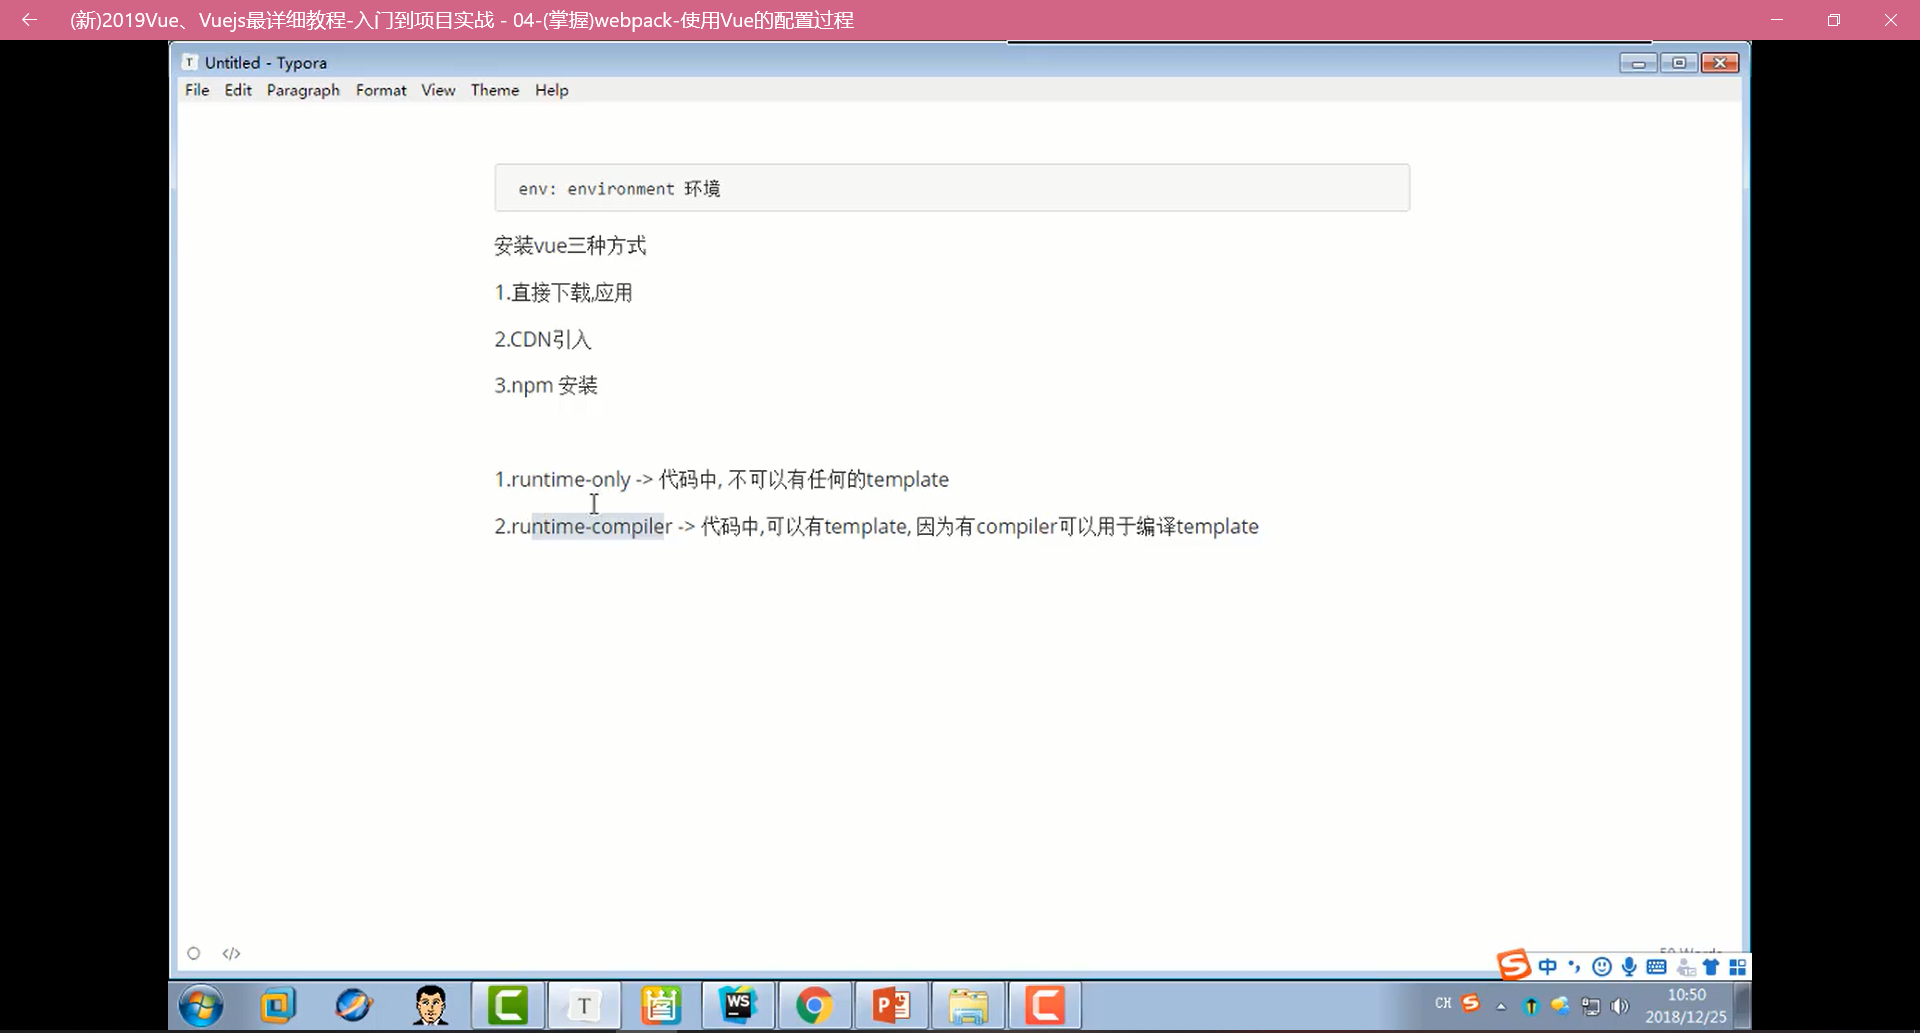 (新)2019Vue、Vuejs最详细教程-入门到项目实战 - 04-(掌握)webpack-使用Vue的配置过程
Untitled - Typora
File Edit Paragraph Format View Theme Help
env: environment 环境
安装vue三种方式
1.直接下载,应用
2.CDN引入
3.npm 安装
1.runtime-only -> 代码中, 不可以有任何的template
2.runtime-compiler -> 代码中,可以有template, 因为有compiler可以用于编译template
</>
中
WS
CH
10:50
2018/12/25